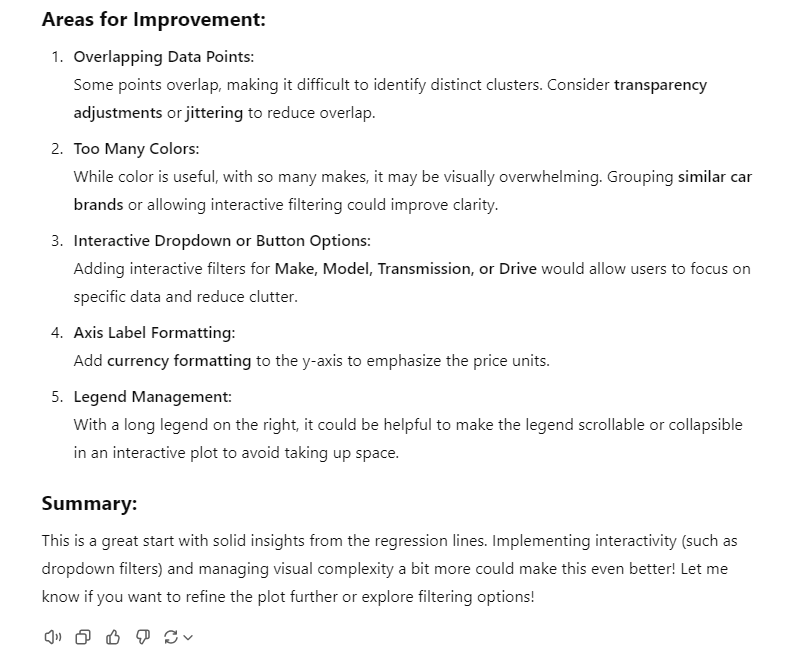 Areas for Improvement:
1. Overlapping Data Points:
Some points overlap, making it difficult to identify distinct clusters. Consider transparency
adjustments or jittering to reduce overlap.
2. Too Many Colors:
While color is useful, with so many makes, it may be visually overwhelming. Grouping similar car
brands or allowing interactive filtering could improve clarity.
3. Interactive Dropdown or Button Options:
Adding interactive filters for Make, Model, Transmission, or Drive would allow users to focus on
specific data and reduce clutter.
4. Axis Label Formatting:
Add currency formatting to the y-axis to emphasize the price units.
5. Legend Management:
With a long legend on the right, it could be helpful to make the legend scrollable or collapsible
in an interactive plot to avoid taking up space.
Summary:
This is a great start with solid insights from the regression lines. Implementing interactivity (such as
dropdown filters) and managing visual complexity a bit more could make this even better! Let me
know if you want to refine the plot further or explore filtering options!